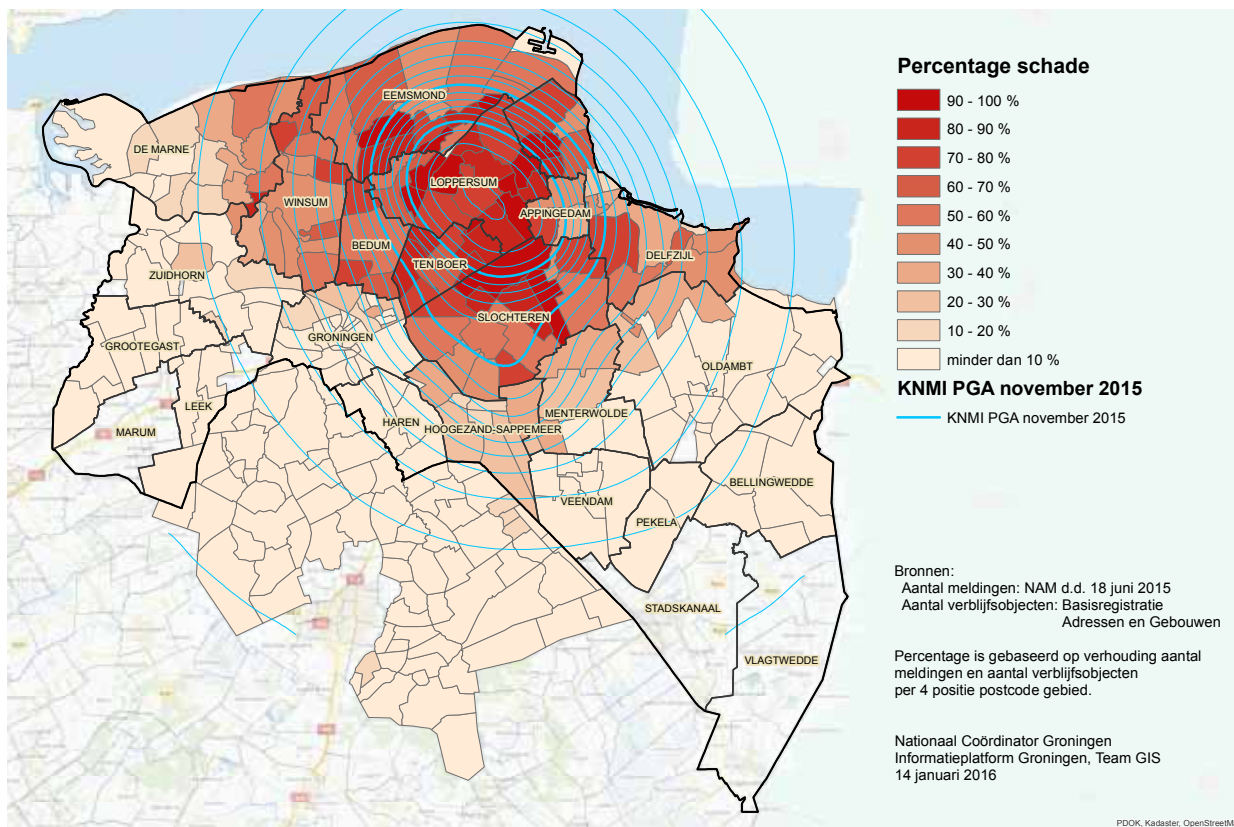 EEMSMOND
DE MARNE
LOPPERSUM
WINSUM
APPINGEDAM
BEDUM
DELFZIJL
TEN BOER
ZUIDHORN
SLOCHTEREN
GRONINGEN
GROOTEGAST
OLDAMBT
LEEK
MENTERWOLDE
HAREN
HOOGEZAND-SAPPEMEER
MARUM
BELLINGWEDDE
VEENDAM
PEKELA
STADSKANAAL
VLAGTWEDDE
Percentage schade
90 - 100 %
80 - 90 %
70 - 80 %
60 - 70 %
50 - 60 %
40 - 50 %
30 - 40 %
20 - 30 %
10 - 20 %
minder dan 10 %
KNMI PGA november 2015
KNMI PGA november 2015
Bronnen:
Aantal meldingen: NAM d.d. 18 juni 2015
Aantal verblijfsobjecten: Basisregistratie
Adressen en Gebouwen
Percentage is gebaseerd op verhouding aantal
meldingen en aantal verblijfsobjecten
per 4 positie postcode gebied.
Nationaal Coördinator Groningen
Informatieplatform Groningen, Team GIS
14 januari 2016
PDOK, Kadaster, OpenStreetM